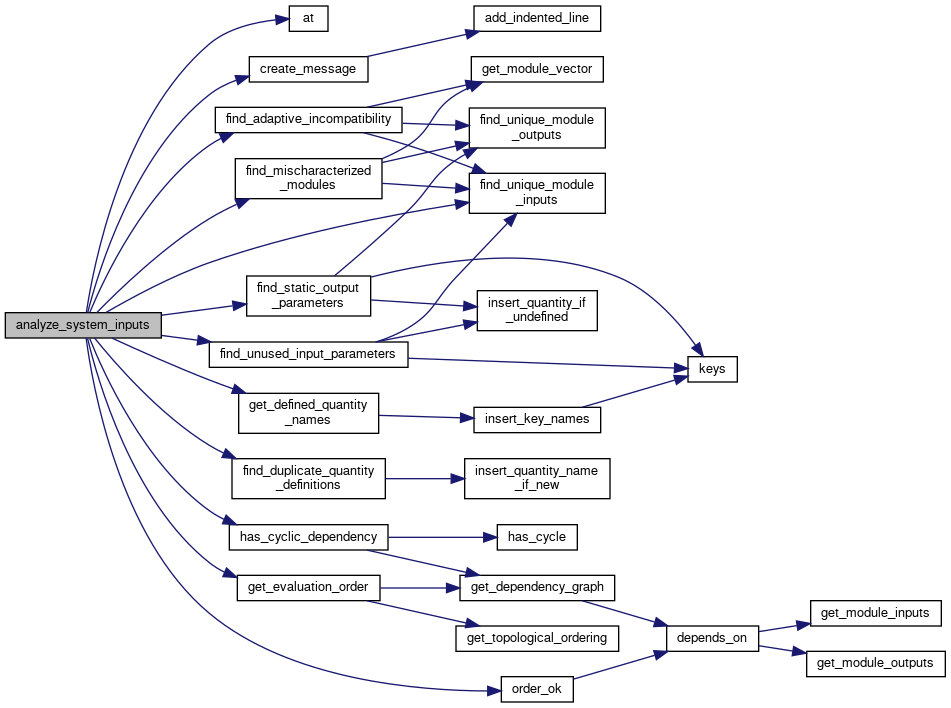 at
add_indented_line
create_message
get_module_vector
find_adaptive_incompatibility
find_unique_module
_outputs
find_mischaracterized
_modules
find_unique_module
_inputs
find_static_output
_parameters
insert_quantity_if
_undefined
analyze_system_inputs
find_unused_input_parameters
keys
get_defined_quantity
_names
insert_key_names
find_duplicate_quantity
_definitions
insert_quantity_name
_if_new
has_cyclic_dependency
has_cycle
get_evaluation_order
get_dependency_graph
get_module_inputs
get_topological_ordering
depends_on
get_module_outputs
order_ok